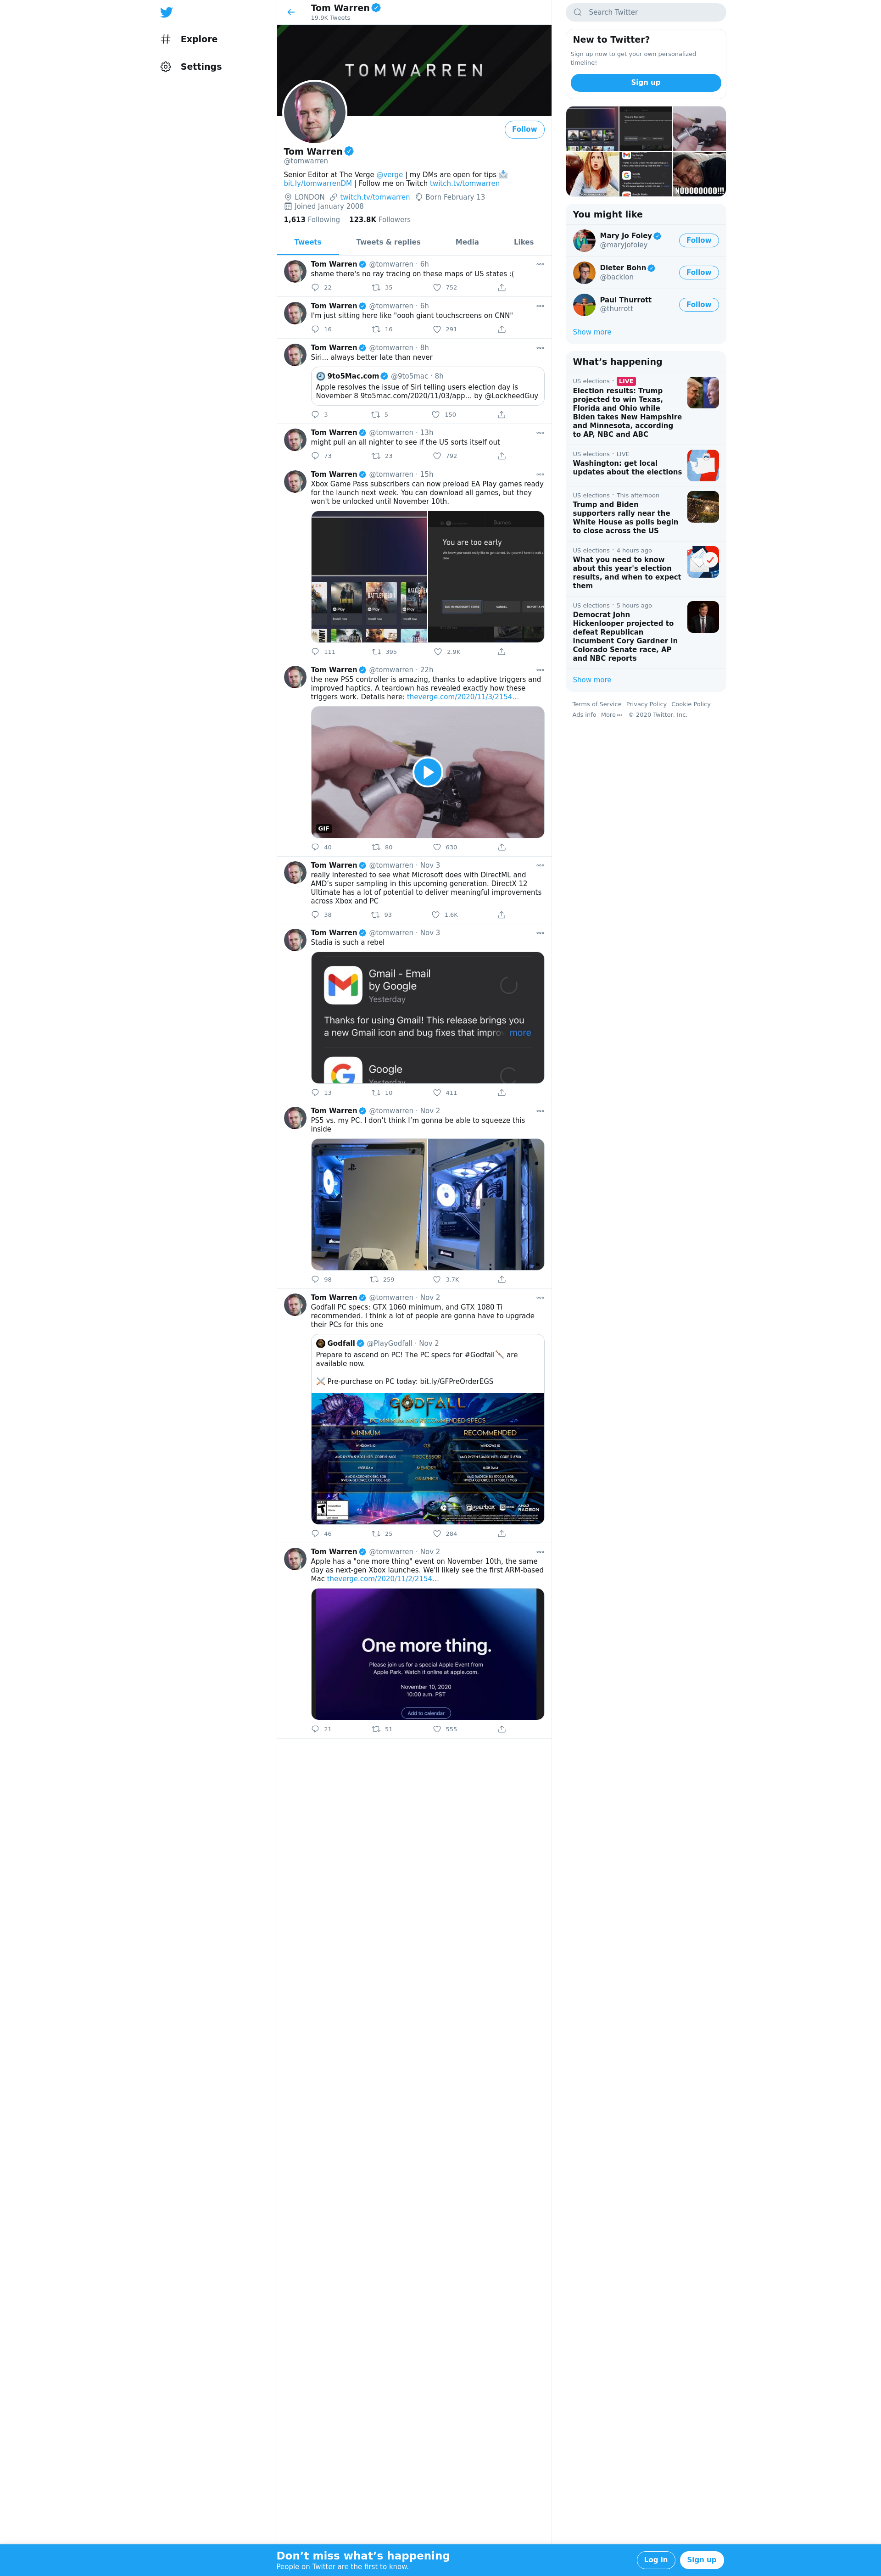 Explore
Settings
Tom Warren
19.9K Tweets
TOMWARREN
Follow
Tom Warren
@tomwarren
Senior Editor at The Verge @verge | my DMs are open for tips 📩
bit.ly/tomwarrenDM | Follow me on Twitch twitch.tv/tomwarren
LONDON twitch.tv/tomwarren Born February 13
Joined January 2008
1,613 Following 123.8K Followers
Tweets Tweets & replies Media Likes
Tom Warren @tomwarren · 6h
shame there's no ray tracing on these maps of US states :(
22 35 752
Tom Warren @tomwarren · 6h
I'm just sitting here like "oooh giant touchscreens on CNN"
16 16 291
Tom Warren @tomwarren · 8h
Siri... always better late than never
9to5Mac.com @9to5mac · 8h
Apple resolves the issue of Siri telling users election day is
November 8 9to5mac.com/2020/11/03/app… by @LockheedGuy
3 5 150
Tom Warren @tomwarren · 13h
might pull an all nighter to see if the US sorts itself out
73 23 792
Tom Warren @tomwarren · 15h
Xbox Game Pass subscribers can now preload EA Play games ready
for the launch next week. You can download all games, but they
won't be unlocked until November 10th.
Games
You are too early
CANCEL
111 395 2.9K
Tom Warren @tomwarren · 22h
the new PS5 controller is amazing, thanks to adaptive triggers and
improved haptics. A teardown has revealed exactly how these
triggers work. Details here: theverge.com/2020/11/3/2154…
GIF
40 80 630
Tom Warren @tomwarren · Nov 3
really interested to see what Microsoft does with DirectML and
AMD's super sampling in this upcoming generation. DirectX 12
Ultimate has a lot of potential to deliver meaningful improvements
across Xbox and PC
38 93 1.6K
Tom Warren @tomwarren · Nov 3
Stadia is such a rebel
Gmail - Email
by Google
Yesterday
Thanks for using Gmail! This release brings you
a new Gmail icon and bug fixes that impro more
Google
Yesterday
13 10 411
Tom Warren @tomwarren · Nov 2
PS5 vs. my PC. I don't think I'm gonna be able to squeeze this
inside
98 259 3.7K
Tom Warren @tomwarren · Nov 2
Godfall PC specs: GTX 1060 minimum, and GTX 1080 Ti
recommended. I think a lot of people are gonna have to upgrade
their PCs for this one
Godfall @PlayGodfall · Nov 2
Prepare to ascend on PC! The PC specs for #Godfall are
available now.
⚔️ Pre-purchase on PC today: bit.ly/GFPreOrderEGS
GODFALL
PC MINIMUM AND RECOMMENDED SPECS
MINIMUM RECOMMENDED
WINDOWS 10 OS WINDOWS 10
PROCESSOR
MEMORY
GRAPHICS
gearbox AMD RADEON
46 25 284
Tom Warren @tomwarren · Nov 2
Apple has a "one more thing" event on November 10th, the same
day as next-gen Xbox launches. We'll likely see the first ARM-based
Mac theverge.com/2020/11/2/2154…
One more thing.
Please join us for a special Apple Event from
Apple Park. Watch it online at apple.com.
November 10, 2020
10:00 a.m. PST
Add to calendar
21 51 555
Search Twitter
New to Twitter?
Sign up now to get your own personalized
timeline!
Sign up
NOOOOOOOO!!!
You might like
Mary Jo Foley
@maryjofoley
Follow
Dieter Bohn
@backlon
Follow
Paul Thurrott
@thurrott
Follow
Show more
What's happening
US elections · LIVE
Election results: Trump
projected to win Texas,
Florida and Ohio while
Biden takes New Hampshire
and Minnesota, according
to AP, NBC and ABC
US elections · LIVE
Washington: get local
updates about the elections
US elections · This afternoon
Trump and Biden
supporters rally near the
White House as polls begin
to close across the US
US elections · 4 hours ago
What you need to know
about this year's election
results, and when to expect
them
US elections · 5 hours ago
Democrat John
Hickenlooper projected to
defeat Republican
incumbent Cory Gardner in
Colorado Senate race, AP
and NBC reports
Show more
Terms of Service Privacy Policy Cookie Policy
Ads info More © 2020 Twitter, Inc.
Don't miss what's happening
People on Twitter are the first to know.
Log in
Sign up